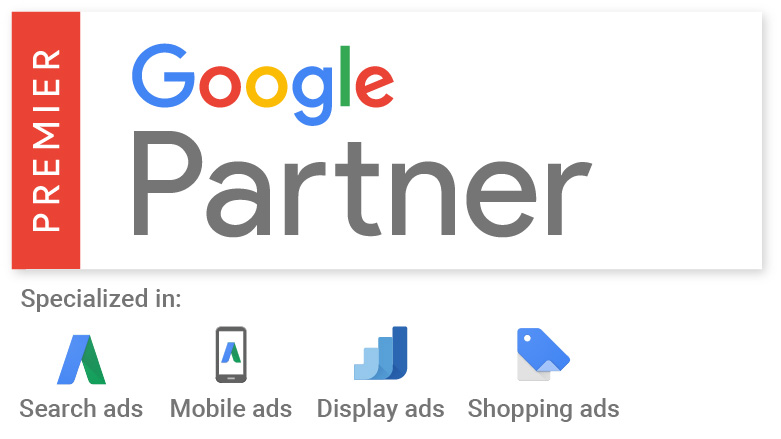 PREMIER
Google
Partner
Specialized in:
Search ads Mobile ads Display ads Shopping ads